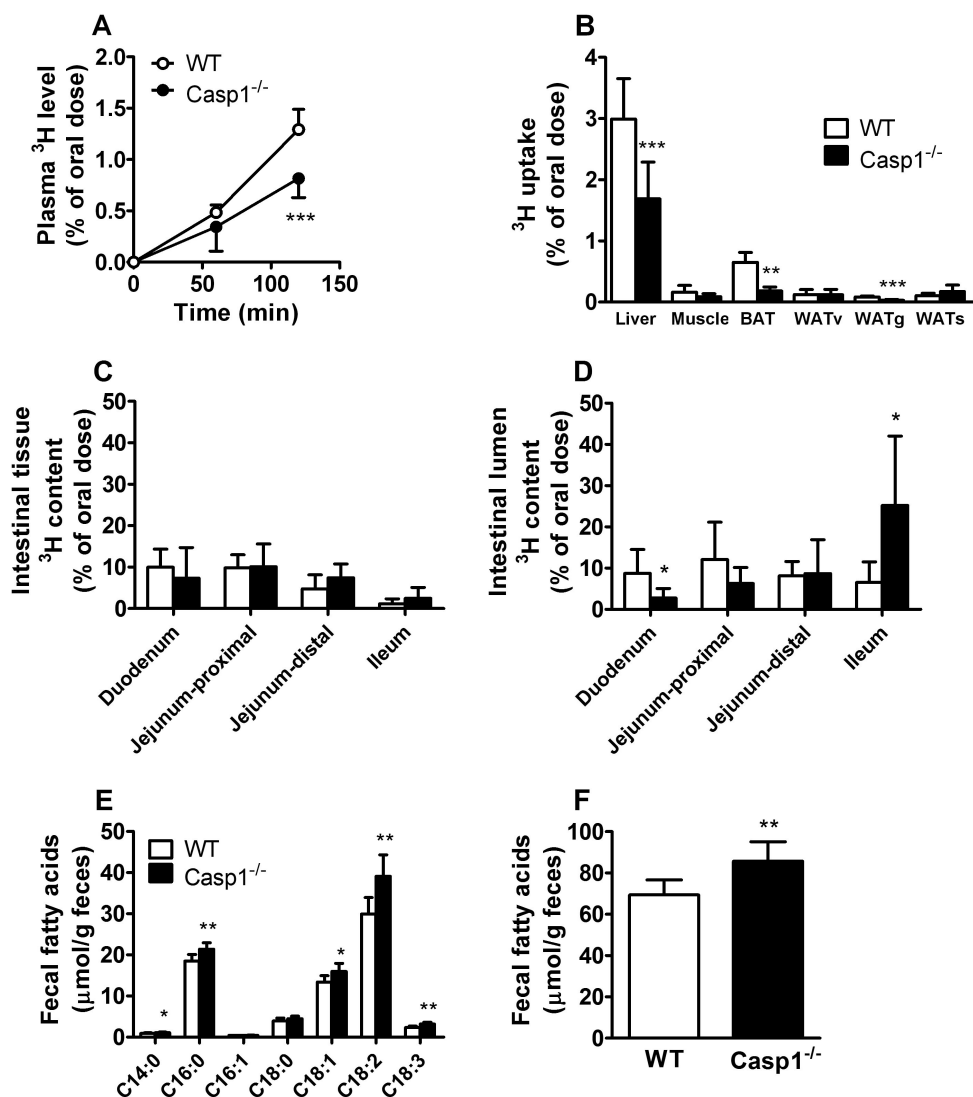 A
Plasma ³H level
(% of oral dose)
2.0
1.5
1.0
0.5
0.0
WT
Casp1⁻/⁻
***
0
50
100
150
Time (min)
B
³H uptake
(% of oral dose)
4
3
2
1
0
WT
Casp1⁻/⁻
***
**
***
Liver
Muscle
BAT
WATv
WATg
WATs
C
Intestinal tissue
³H content
(% of oral dose)
50
40
30
20
10
0
Duodenum
Jejunum-proximal
Jejunum-distal
Ileum
D
Intestinal lumen
³H content
(% of oral dose)
50
40
30
20
10
0
*
*
Duodenum
Jejunum-proximal
Jejunum-distal
Ileum
E
Fecal fatty acids
(µmol/g feces)
50
40
30
20
10
0
WT
Casp1⁻/⁻
*
**
*
**
**
C14:0
C16:0
C16:1
C18:0
C18:1
C18:2
C18:3
F
Fecal fatty acids
(µmol/g feces)
100
80
60
40
20
0
**
WT
Casp1⁻/⁻